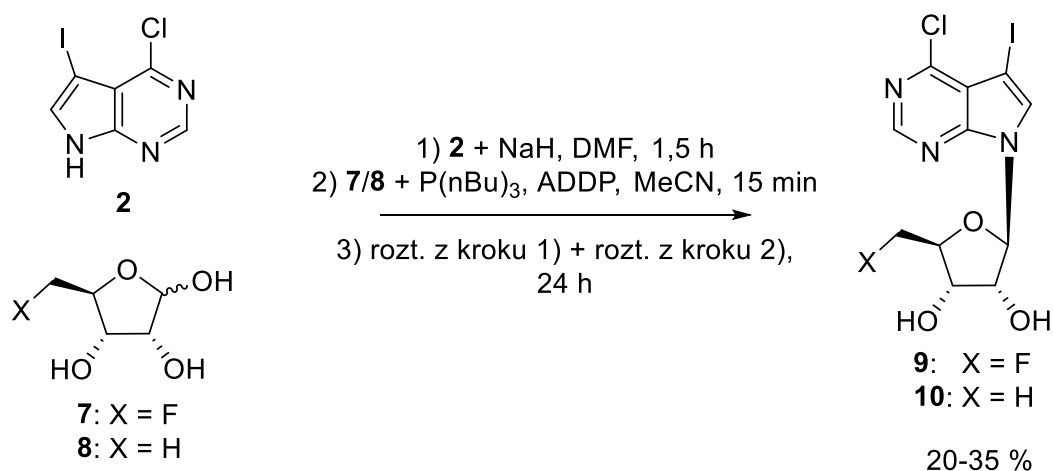 I
Cl
N
N
N
H
2
O
OH
X
HO
OH
7: X = F
8: X = H
1) 2 + NaH, DMF, 1,5 h
2) 7/8 + P(nBu)₃, ADDP, MeCN, 15 min
3) rozt. z kroku 1) + rozt. z kroku 2),
24 h
Cl
I
N
N
N
O
X
HO
OH
9: X = F
10: X = H
20-35 %